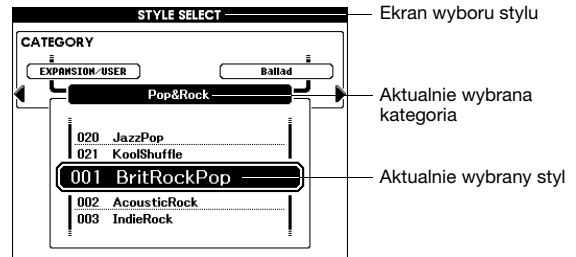 STYLE SELECT
Ekran wyboru stylu
CATEGORY
EXPANSION/USER
Ballad
Pop&Rock
Aktualnie wybrana
kategoria
020 JazzPop
021 KoolShuffle
001 BritRockPop
Aktualnie wybrany styl
002 AcousticRock
003 IndieRock